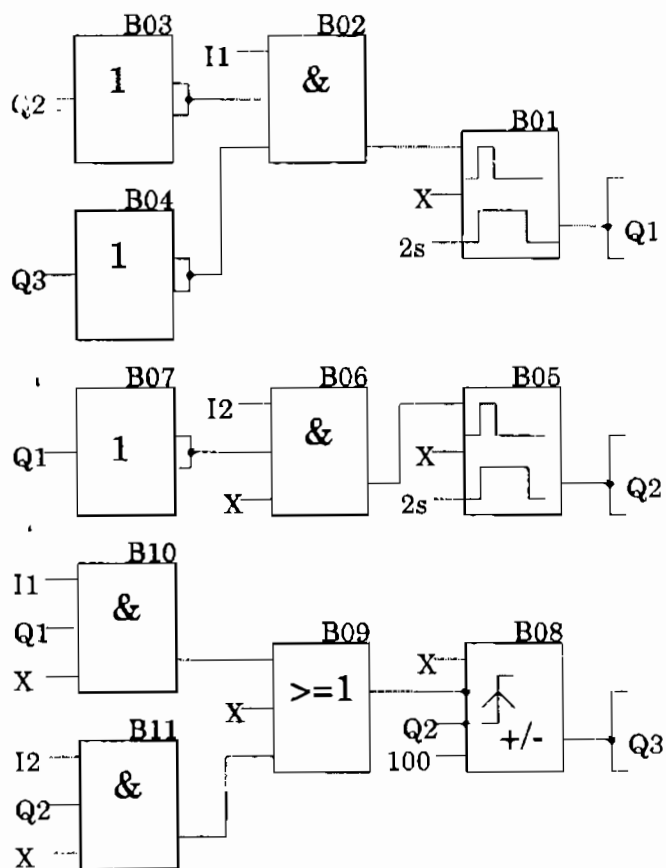 B03
B02
I1
1
&
Q2
B01
B04
X
1
Q1
2s
Q3
B07
B06
B05
I2
Q1
1
&
X
Q2
X
2s
B10
I1
&
B09
B08
Q1
X
X
>=1
X
B11
Q2
+/-
Q3
I2
100
&
Q2
X